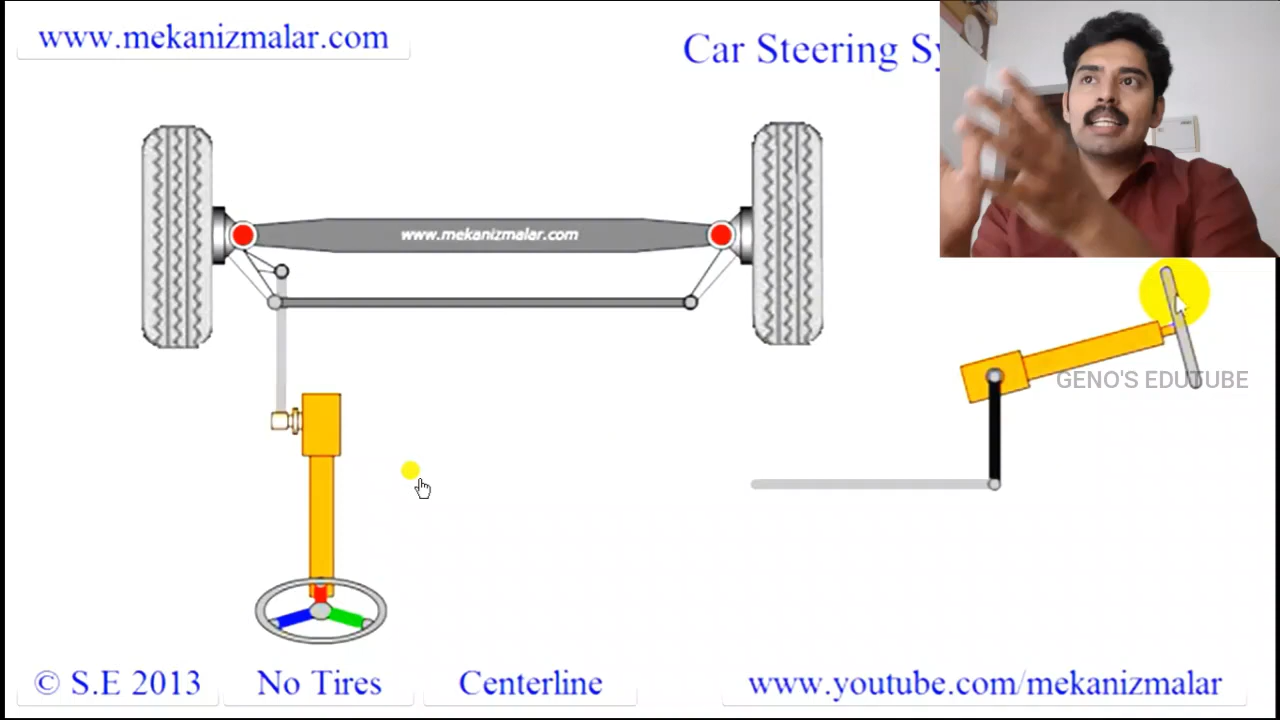 www.mekanizmalar.com
Car Steering Sy
www.mekanizmalar.com
GENO'S EDUTUBE
© S.E 2013 No Tires Centerline www.youtube.com/mekanizmalar